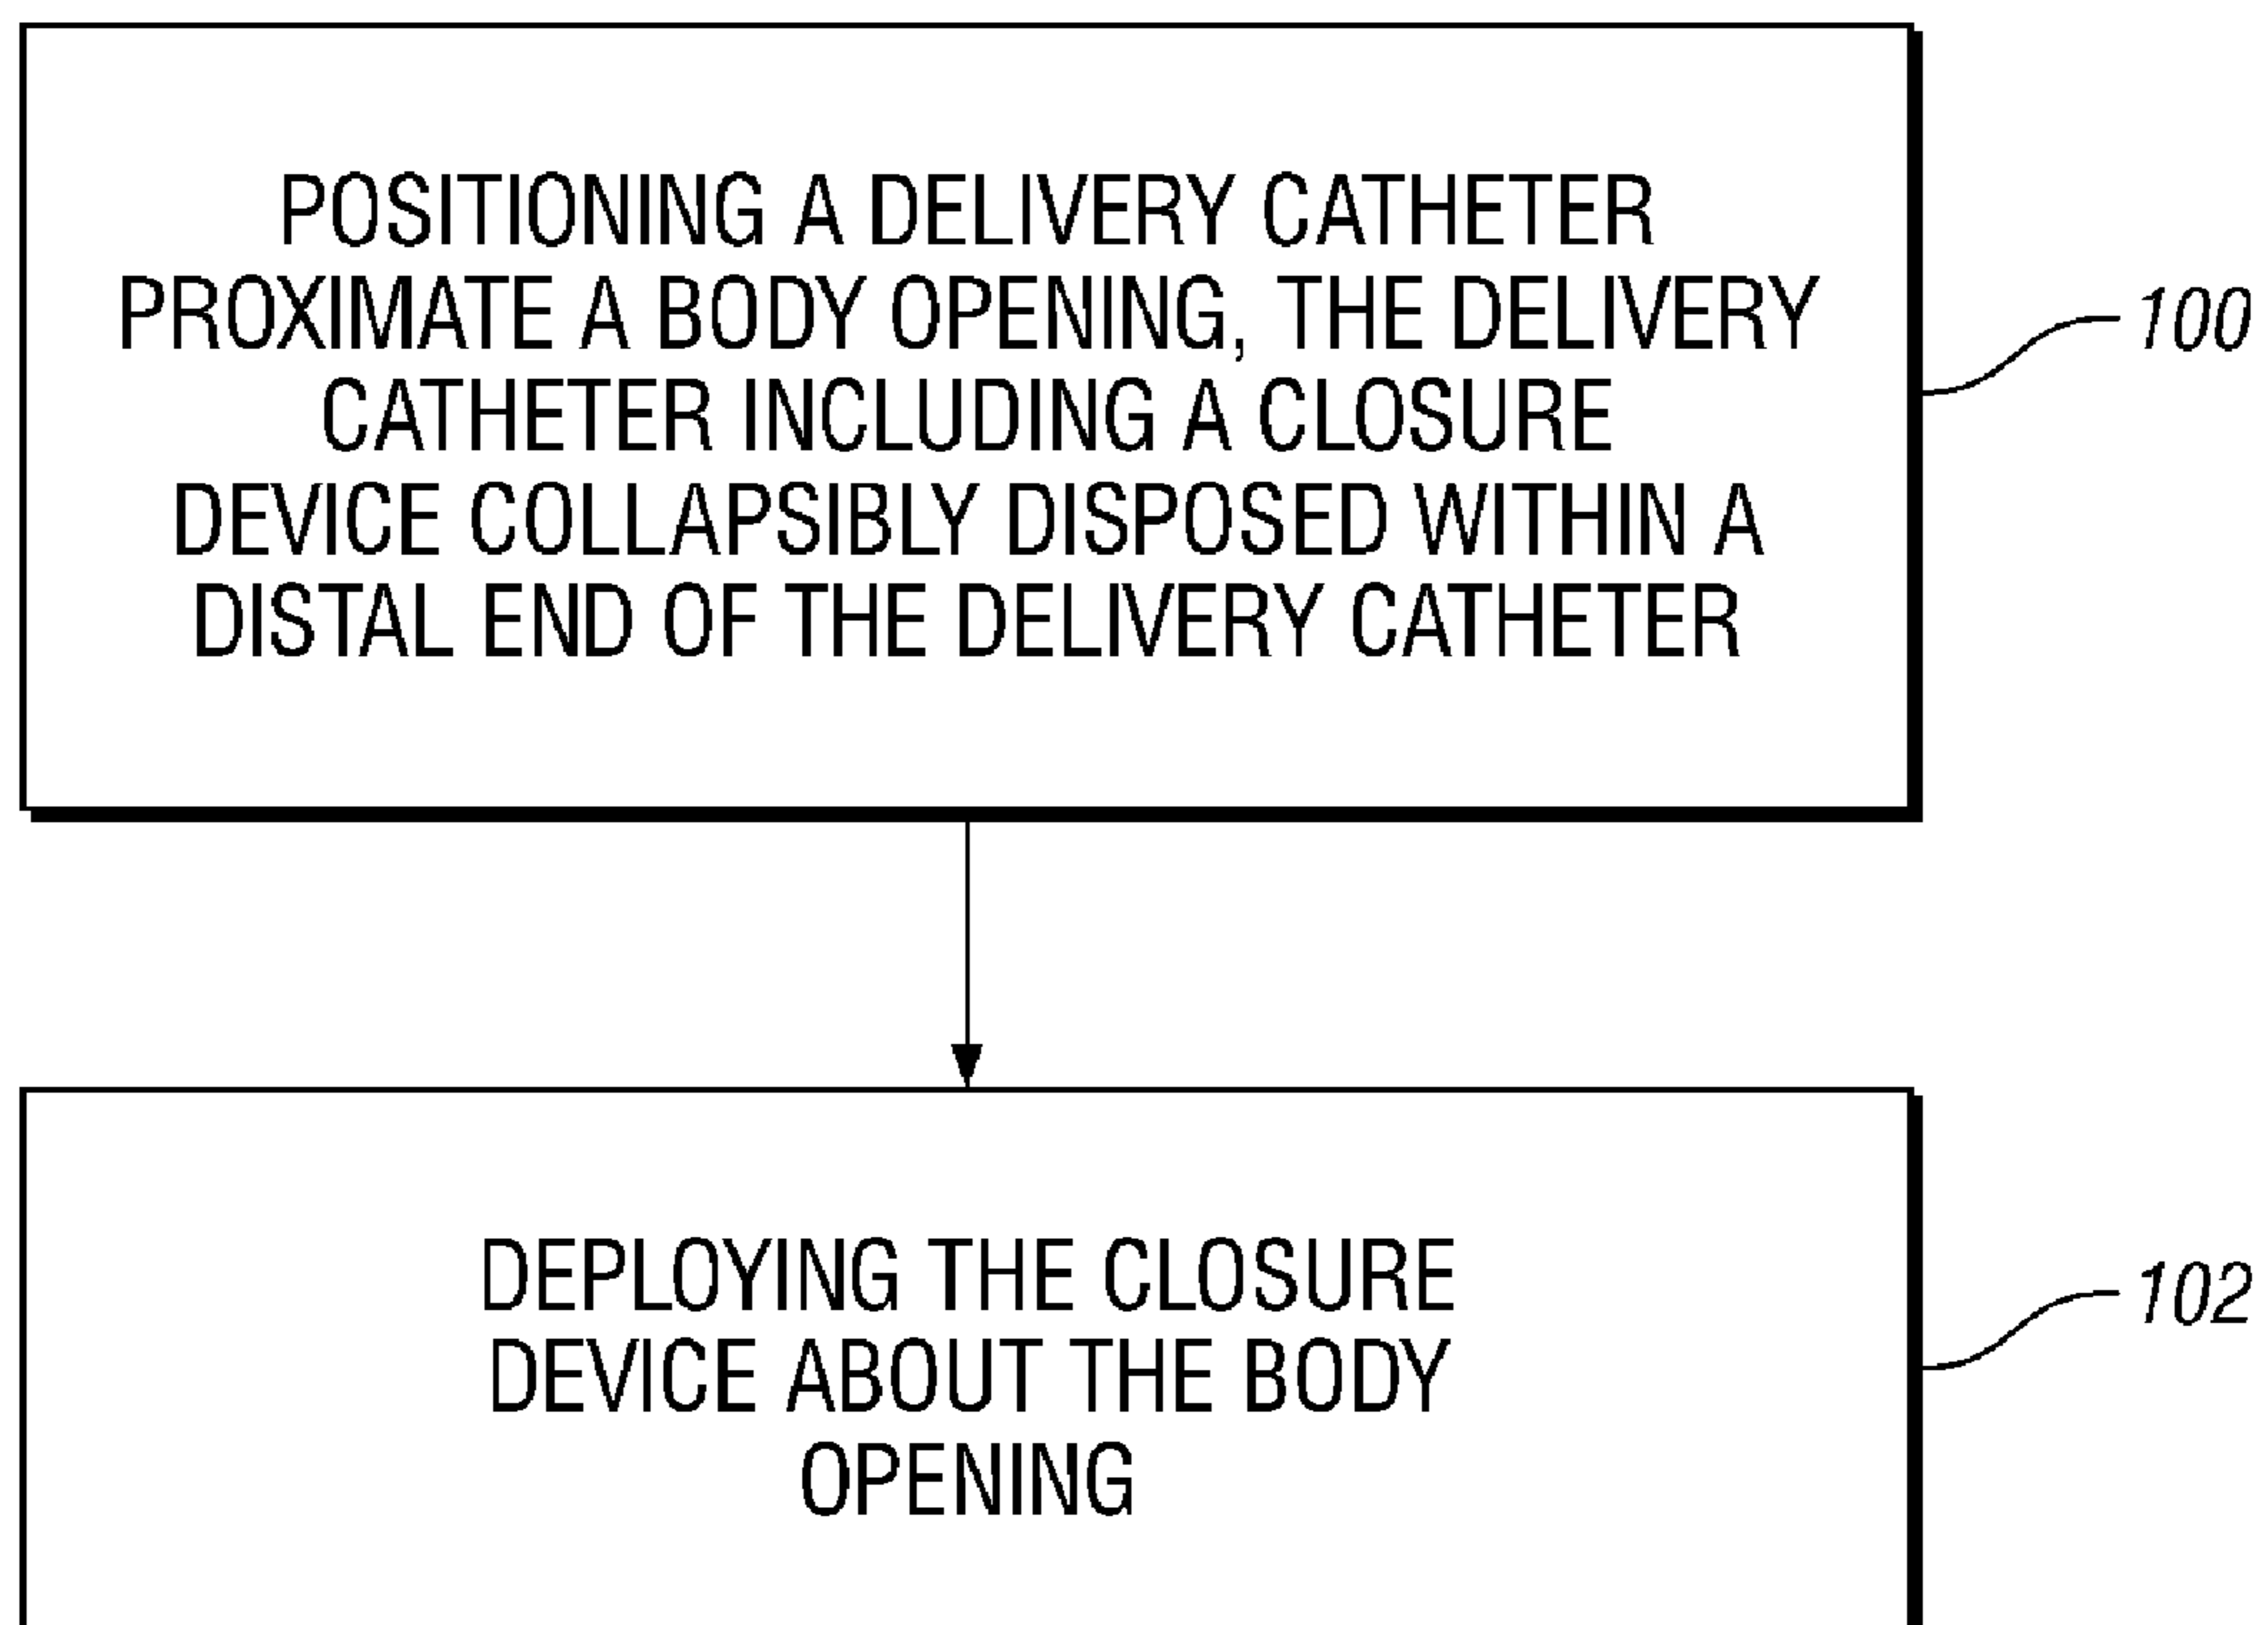 POSITIONING A DELIVERY CATHETER
PROXIMATE A BODY OPENING, THE DELIVERY
CATHETER INCLUDING A CLOSURE
DEVICE COLLAPSIBLY DISPOSED WITHIN A
DISTAL END OF THE DELIVERY CATHETER
100
DEPLOYING THE CLOSURE
DEVICE ABOUT THE BODY
OPENING
102